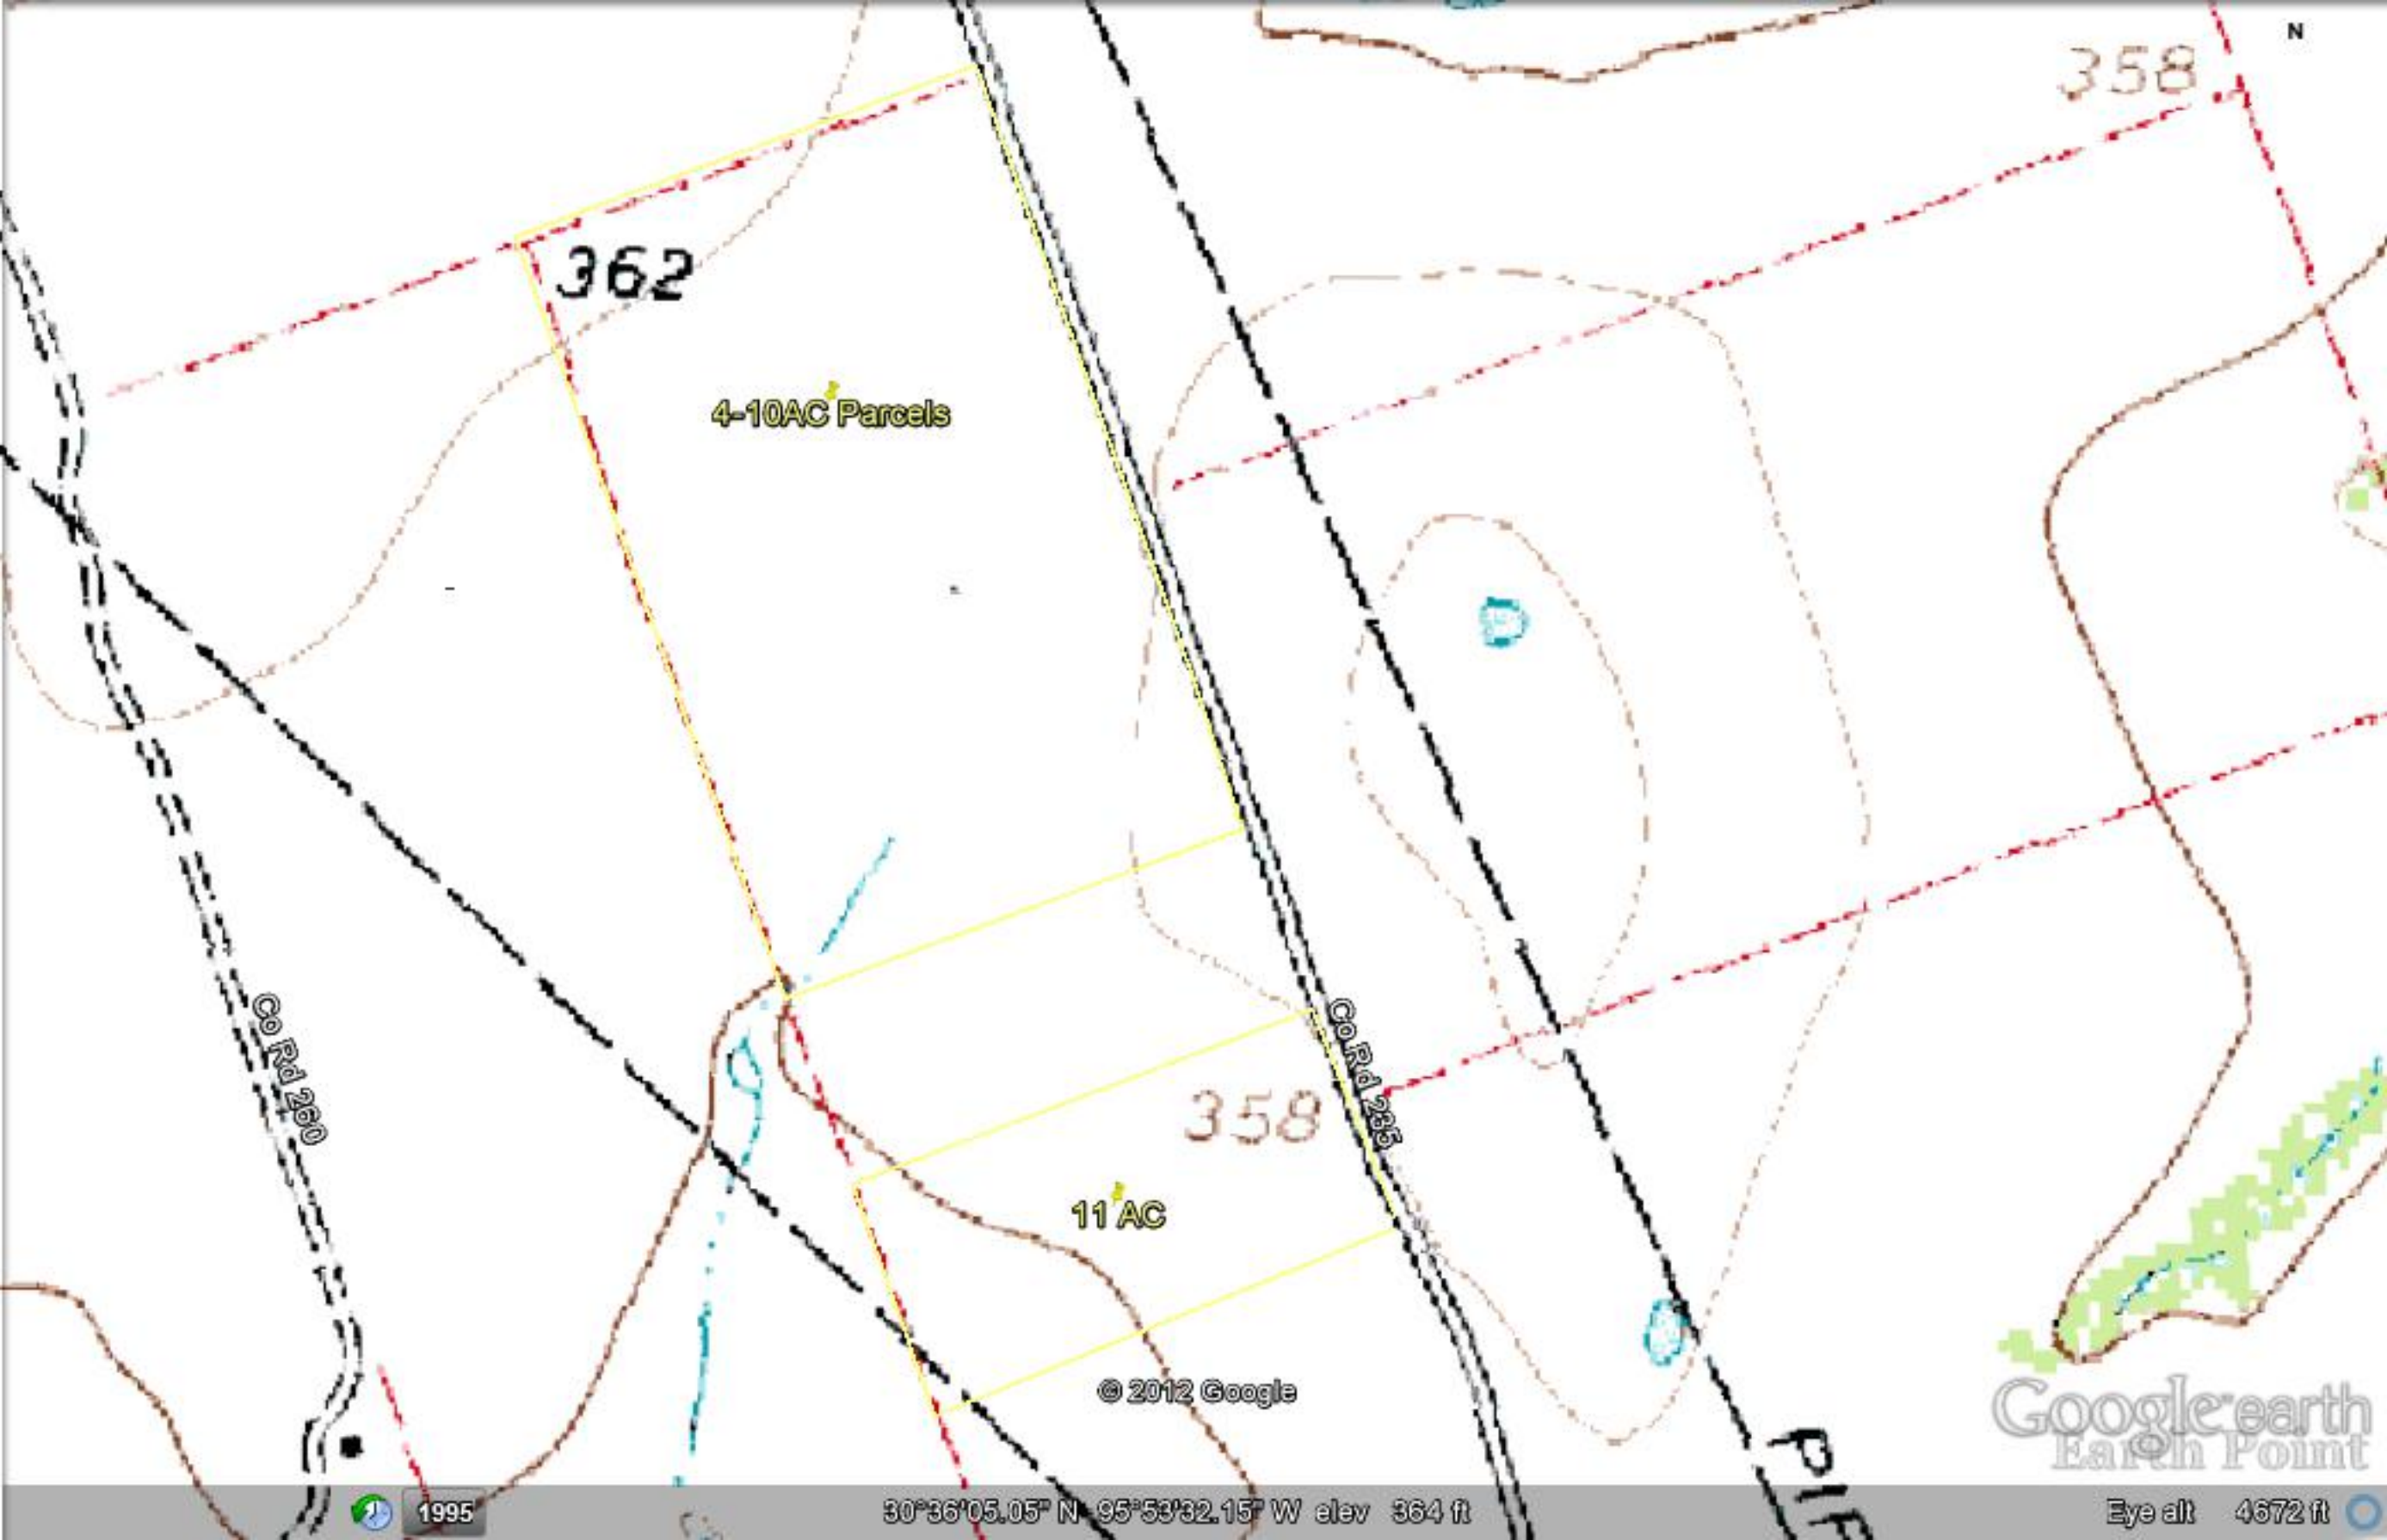 N
358
362
4-10AC Parcels
Co Rd 260
Co Rd 235
358
11 AC
© 2012 Google
Google earth
Earth Point
PIP
1995
30°36'05.05" N 95°53'32.15" W elev 364 ft
Eye alt 4672 ft